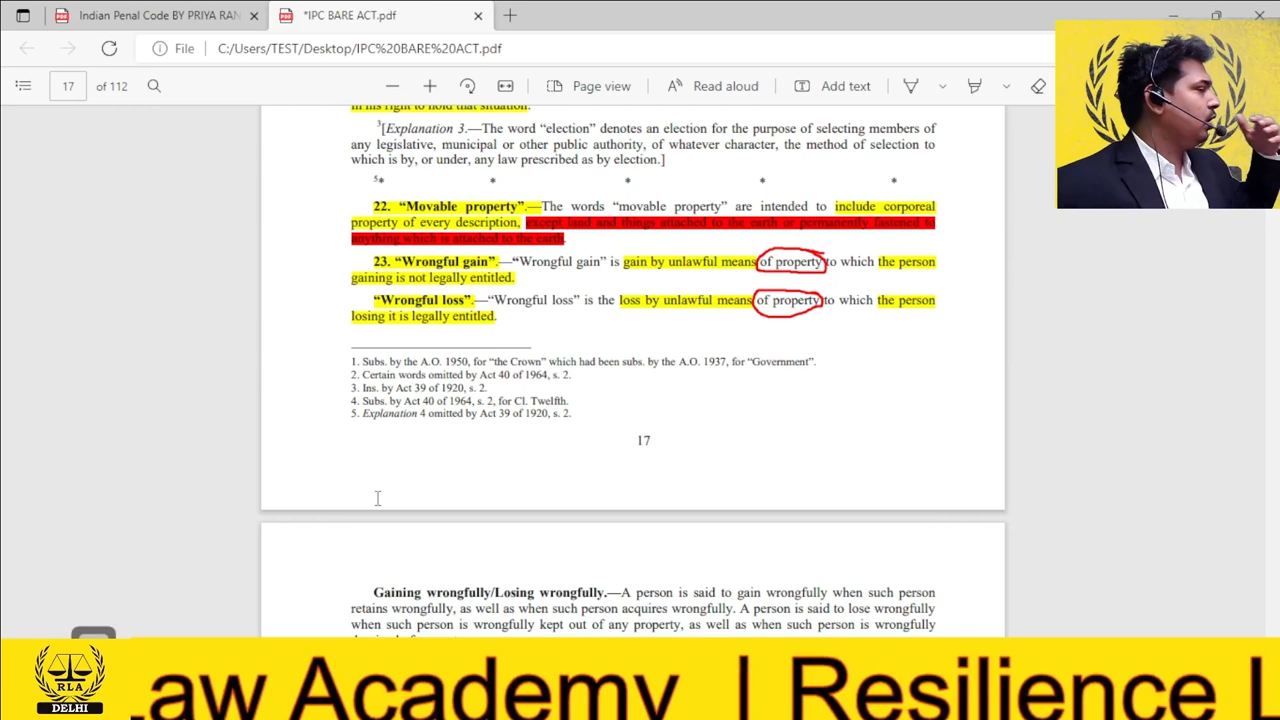 Indian Penal Code BY PRIYA RAN
*IPC BARE ACT.pdf
File
C:/Users/TEST/Desktop/IPC%20BARE%20ACT.pdf
17 of 112
Page view
Read aloud
Add text
in his right to hold that situation.
3[Explanation 3.—The word “election” denotes an election for the purpose of selecting members of
any legislative, municipal or other public authority, of whatever character, the method of selection to
which is by, or under, any law prescribed as by election.]
5* * * * *
22. “Movable property”.—The words “movable property” are intended to include corporeal
property of every description, except land and things attached to the earth or permanently fastened to
anything which is attached to the earth.
23. “Wrongful gain”.—“Wrongful gain” is gain by unlawful means of property to which the person
gaining is not legally entitled.
“Wrongful loss”.—“Wrongful loss” is the loss by unlawful means of property to which the person
losing it is legally entitled.
1. Subs. by the A.O. 1950, for “the Crown” which had been subs. by the A.O. 1937, for “Government”.
2. Certain words omitted by Act 40 of 1964, s. 2.
3. Ins. by Act 39 of 1920, s. 2.
4. Subs. by Act 40 of 1964, s. 2, for Cl. Twelfth.
5. Explanation 4 omitted by Act 39 of 1920, s. 2.
17
Gaining wrongfully/Losing wrongfully.—A person is said to gain wrongfully when such person
retains wrongfully, as well as when such person acquires wrongfully. A person is said to lose wrongfully
when such person is wrongfully kept out of any property, as well as when such person is wrongfully
RLA
DELHI
aw Academy | Resilience L